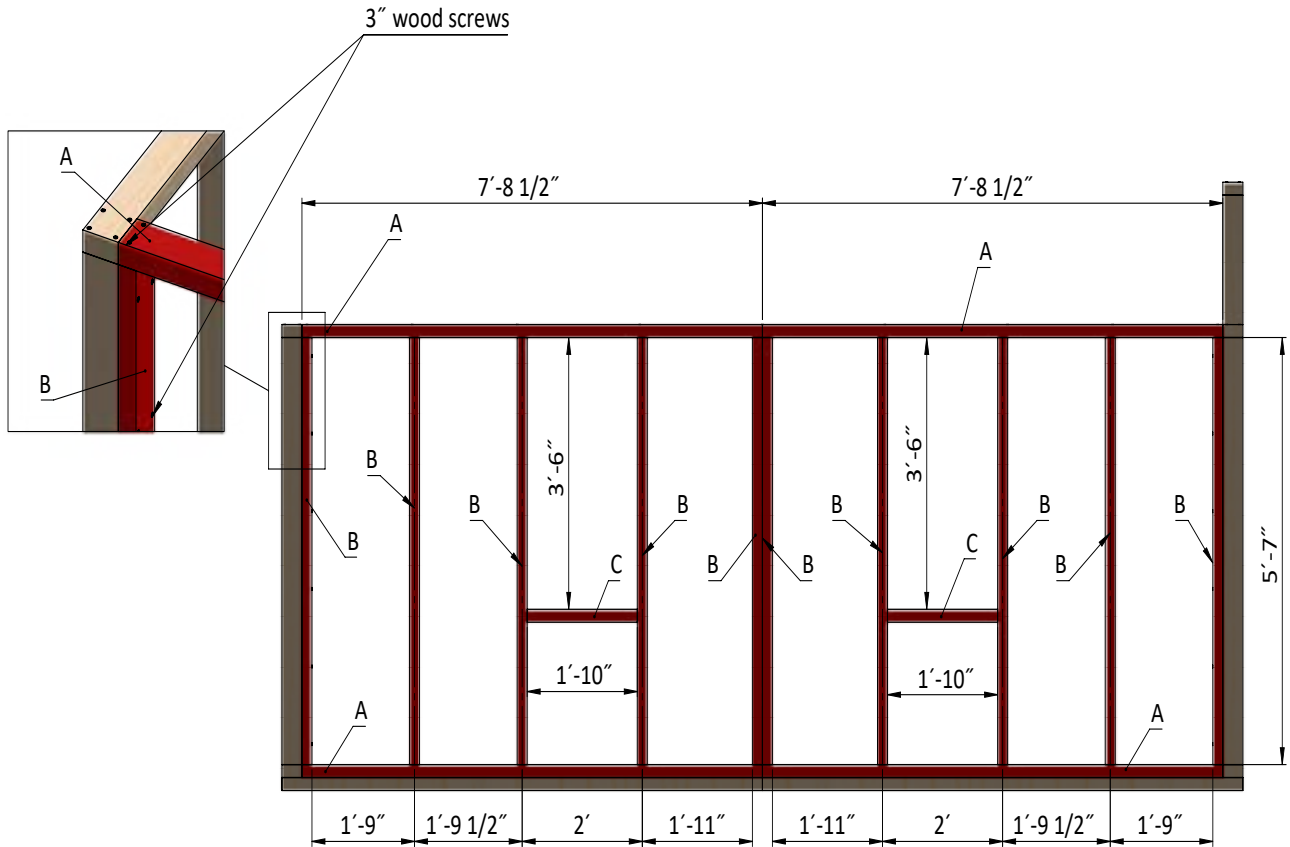 3″ wood screws
A
B
7′-8 1/2″
7′-8 1/2″
A
A
3′-6″
3′-6″
5′-7″
B
B
B
B
B
B
B
B
B
B
C
C
1′-10″
1′-10″
A
A
1′-9″
1′-9 1/2″
2′
1′-11″
1′-11″
2′
1′-9 1/2″
1′-9″